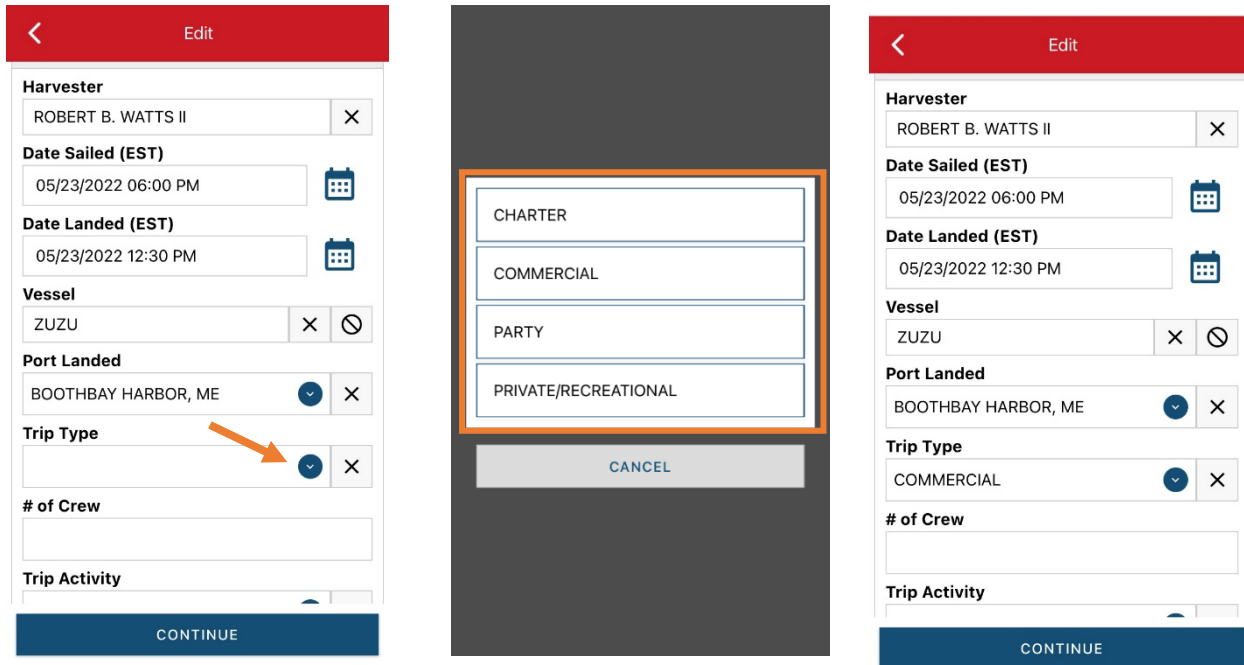 Edit
Harvester
ROBERT B. WATTS II
Date Sailed (EST)
05/23/2022 06:00 PM
Date Landed (EST)
05/23/2022 12:30 PM
Vessel
ZUZU
Port Landed
BOOTHBAY HARBOR, ME
Trip Type
# of Crew
Trip Activity
CONTINUE
CHARTER
COMMERCIAL
PARTY
PRIVATE/RECREATIONAL
CANCEL
Edit
Harvester
ROBERT B. WATTS II
Date Sailed (EST)
05/23/2022 06:00 PM
Date Landed (EST)
05/23/2022 12:30 PM
Vessel
ZUZU
Port Landed
BOOTHBAY HARBOR, ME
Trip Type
COMMERCIAL
# of Crew
Trip Activity
CONTINUE